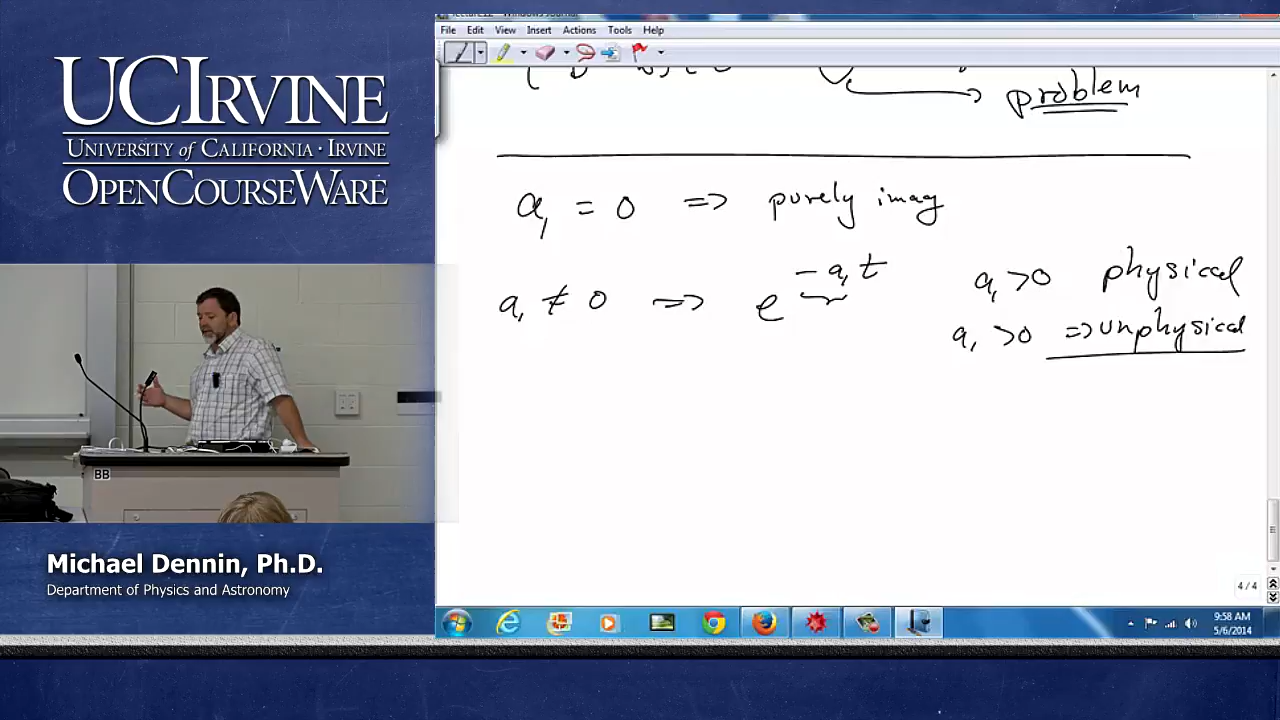 UCIRVINE
UNIVERSITY of CALIFORNIA · IRVINE
OPENCOURSEWARE
BB
Michael Dennin, Ph.D.
Department of Physics and Astronomy
File Edit View Insert Actions Tools Help
problem
a₁ = 0 => purely imag
a₁ ≠ 0 => e^{-a₁t}
a₁ >0 physical
a₁ >0 => unphysical
4 / 4
9:58 AM
5/6/2014